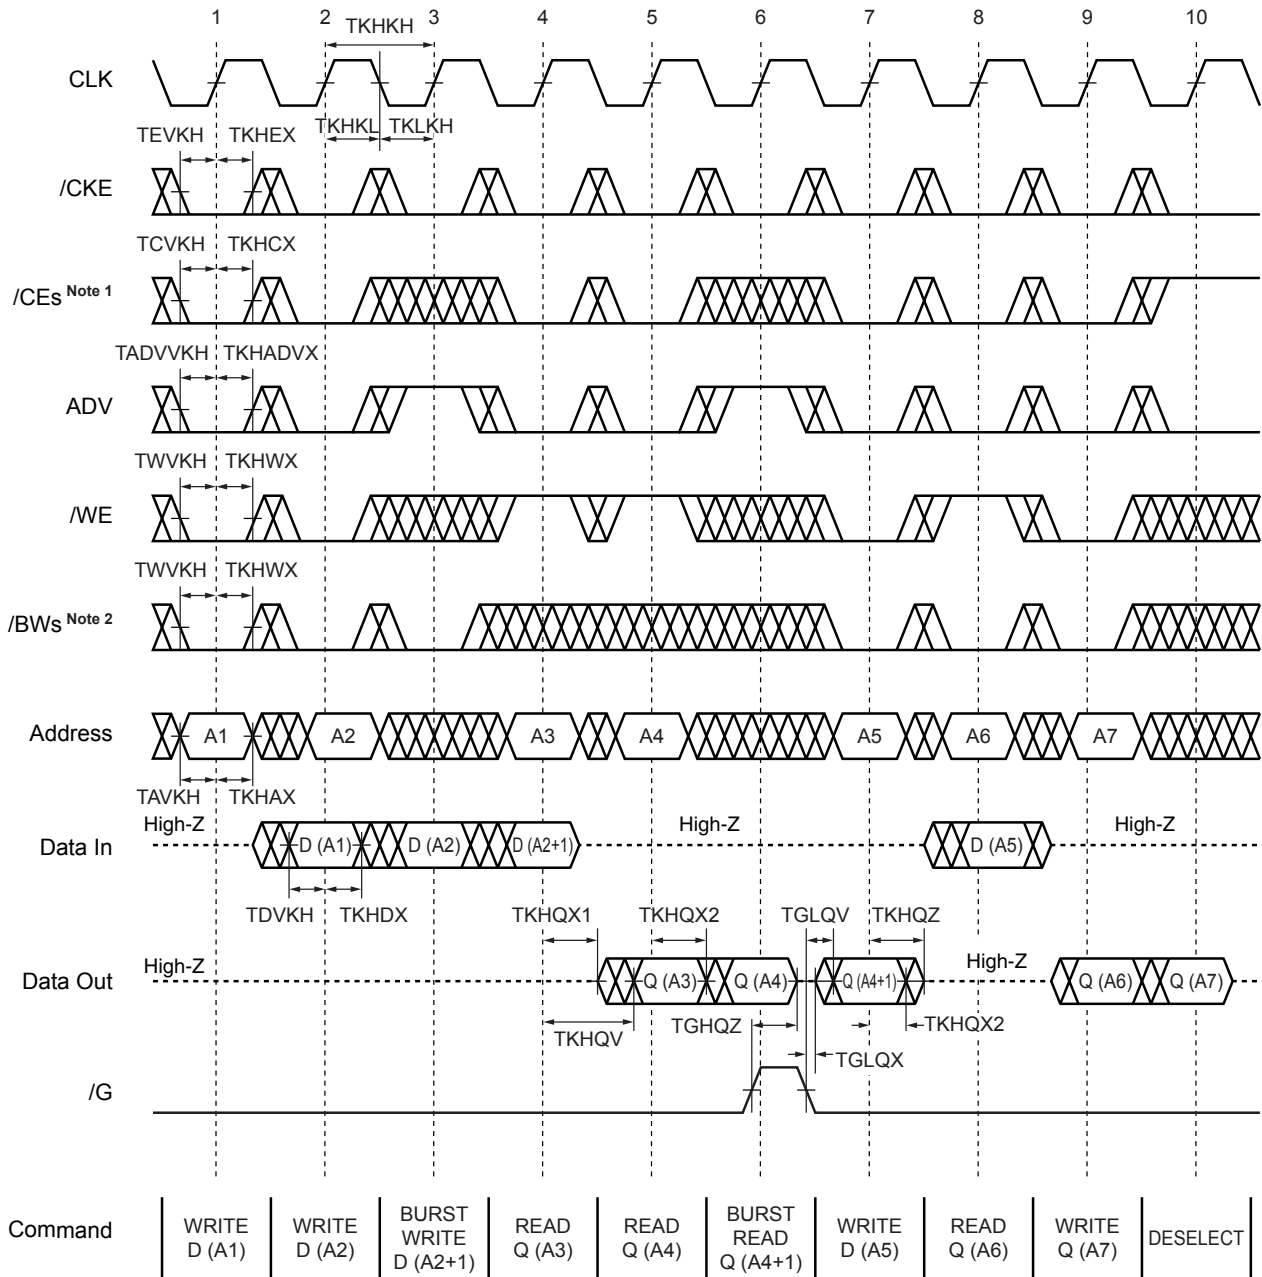 1 2 3 4 5 6 7 8 9 10
TKHKH
CLK
TKHKL TKLKH
TEVKH TKHEX
/CKE
TCVKH TKHCX
/CEs Note 1
TADVVKH TKHADVX
ADV
TWVKH TKHWX
/WE
TWVKH TKHWX
/BWs Note 2
Address A1 A2 A3 A4 A5 A6 A7
TAVKH TKHAX
High-Z High-Z High-Z
Data In D (A1) D (A2) D (A2+1) D (A5)
TDVKH TKHDX TKHQX1 TKHQX2 TGLQV TKHQZ
High-Z High-Z
Data Out Q (A3) Q (A4) Q (A4+1) Q (A6) Q (A7)
TKHQV TGHQZ TKHQX2
TGLQX
/G
Command
WRITE
D (A1)
WRITE
D (A2)
BURST
WRITE
D (A2+1)
READ
Q (A3)
READ
Q (A4)
BURST
READ
Q (A4+1)
WRITE
D (A5)
READ
Q (A6)
WRITE
Q (A7)
DESELECT